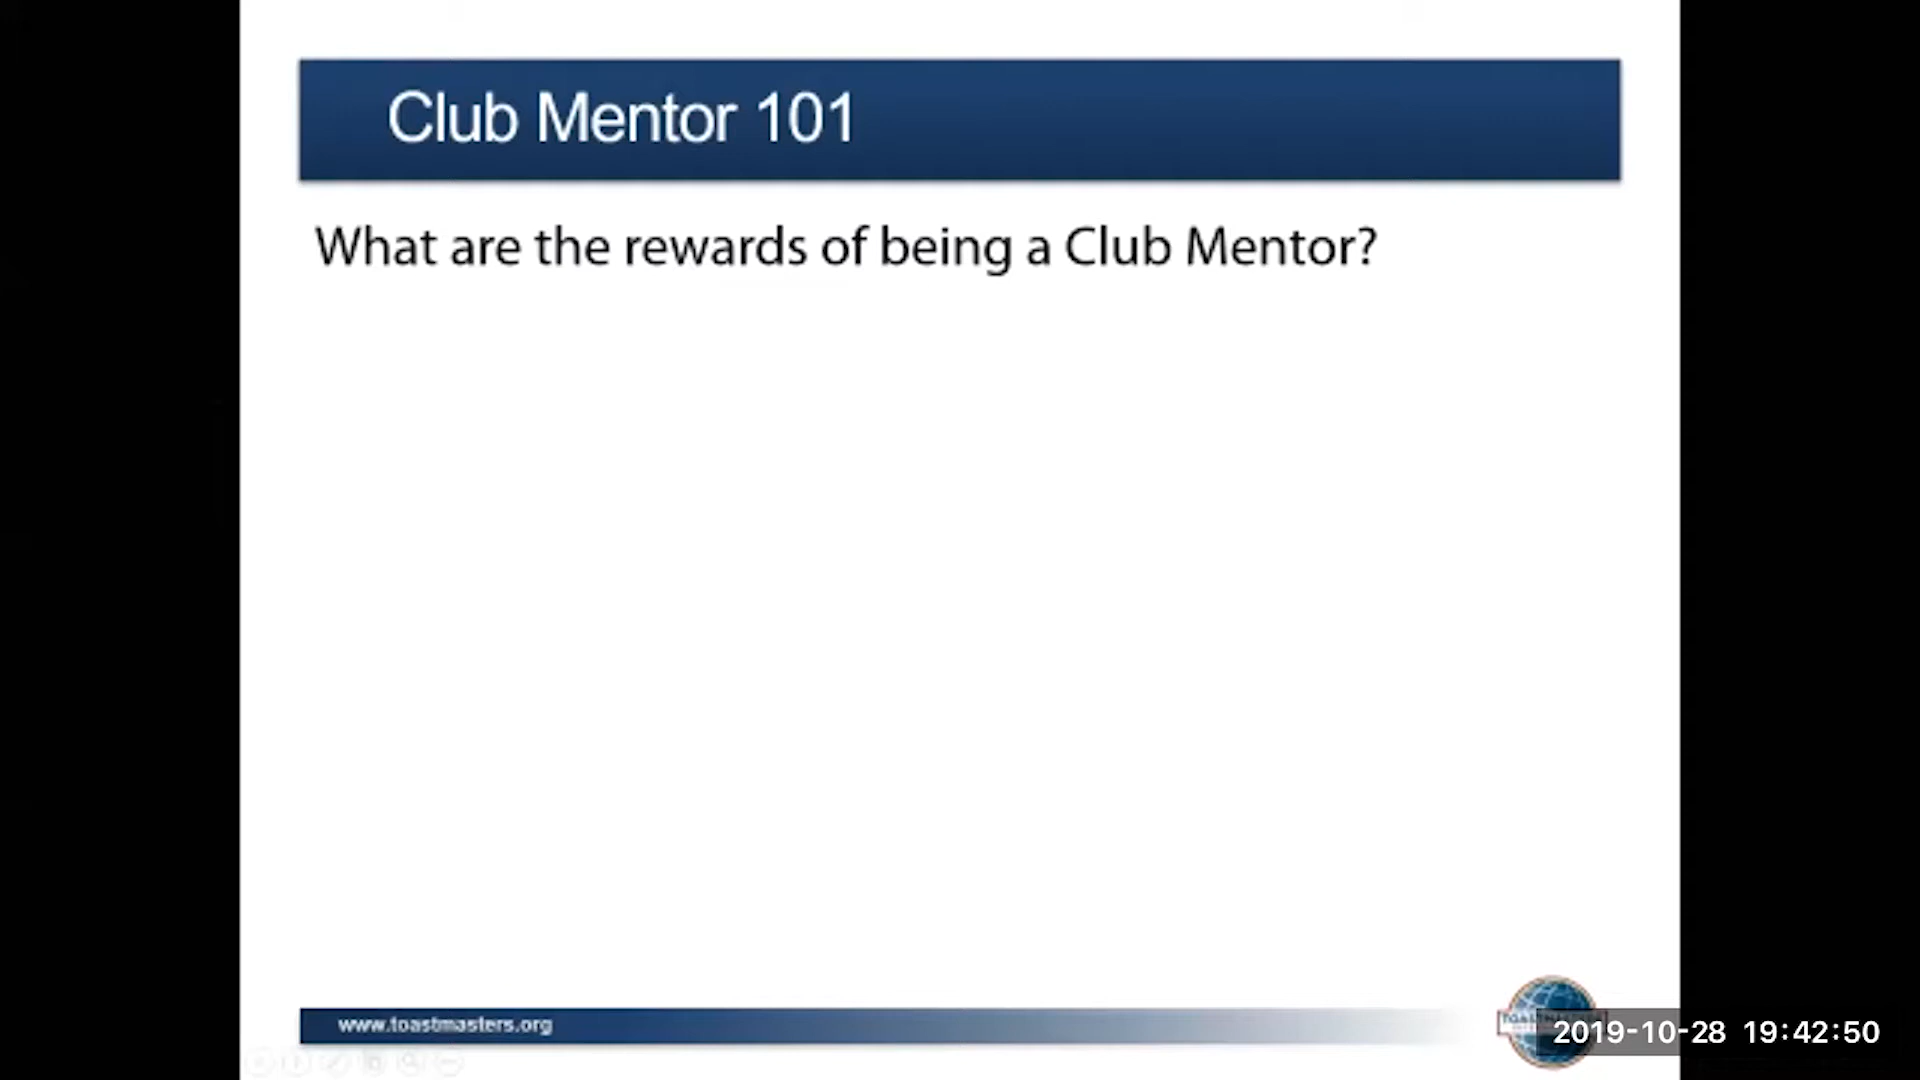 Club Mentor 101
What are the rewards of being a Club Mentor?
www.toastmasters.org
TOASTMASTERS
2019-10-28 19:42:50